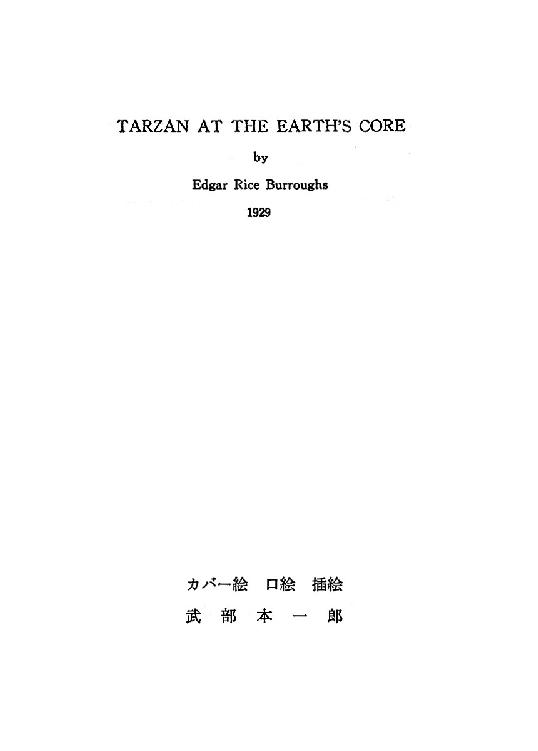 TARZAN AT THE EARTH'S CORE
by
Edgar Rice Burroughs
1929
カバー絵　口絵　挿絵
武部本一郎